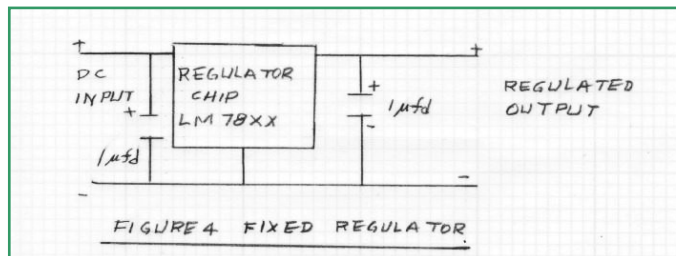 +
+
DC
INPUT
+
1μfd
REGULATOR
CHIP
LM 78XX
+
1μfd
-
REGULATED
OUTPUT
-
-
FIGURE 4 FIXED REGULATOR